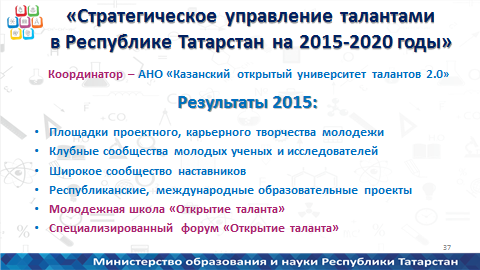 «Стратегическое управление талантами
в Республике Татарстан на 2015-2020 годы»
Координатор – АНО «Казанский открытый университет талантов 2.0»
Результаты 2015:
• Площадки проектного, карьерного творчества молодежи
• Клубные сообщества молодых ученых и исследователей
• Широкое сообщество наставников
• Республиканские, международные образовательные проекты
• Молодежная школа «Открытие таланта»
• Специализированный форум «Открытие таланта»
37
Министерство образования и науки Республики Татарстан